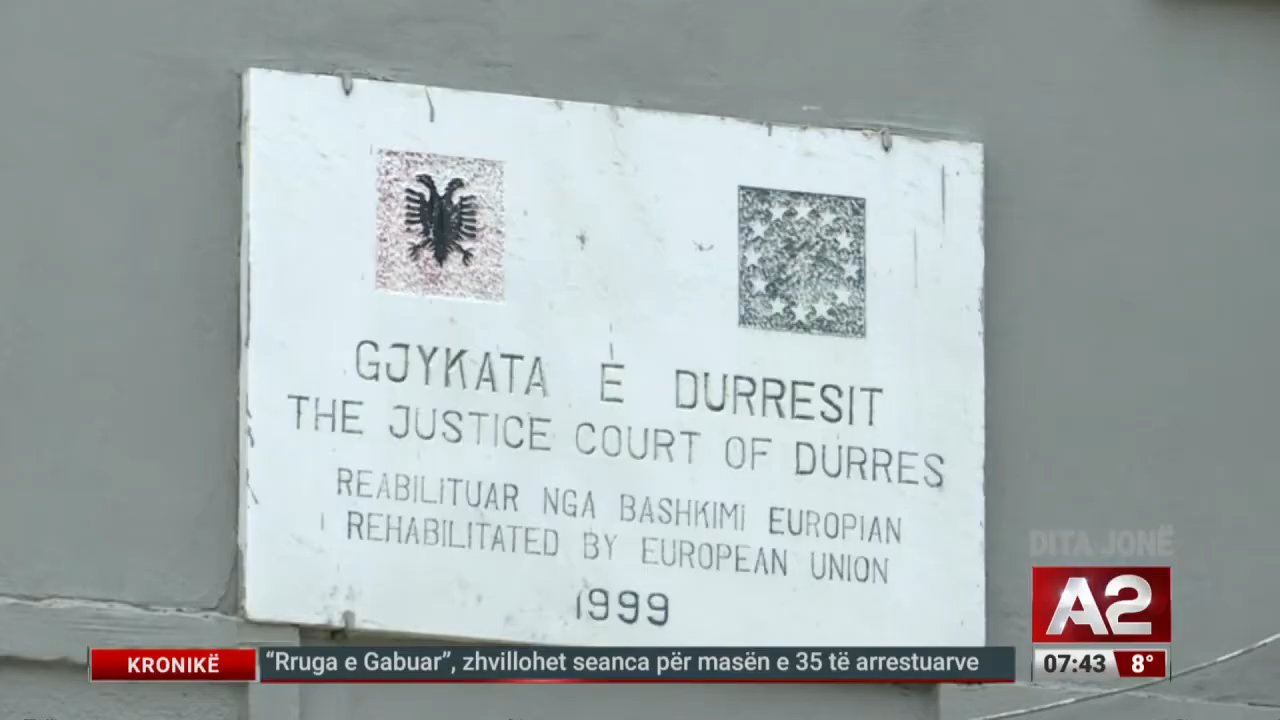 GJYKATA E DURRESIT
THE JUSTICE COURT OF DURRES
REABILITUAR NGA BASHKIMI EUROPIAN
REHABILITATED BY EUROPEAN UNION
1999
DITA JONË
A2
KRONIKË
“Rruga e Gabuar”, zhvillohet seanca për masën e 35 të arrestuarve
07:43 8°